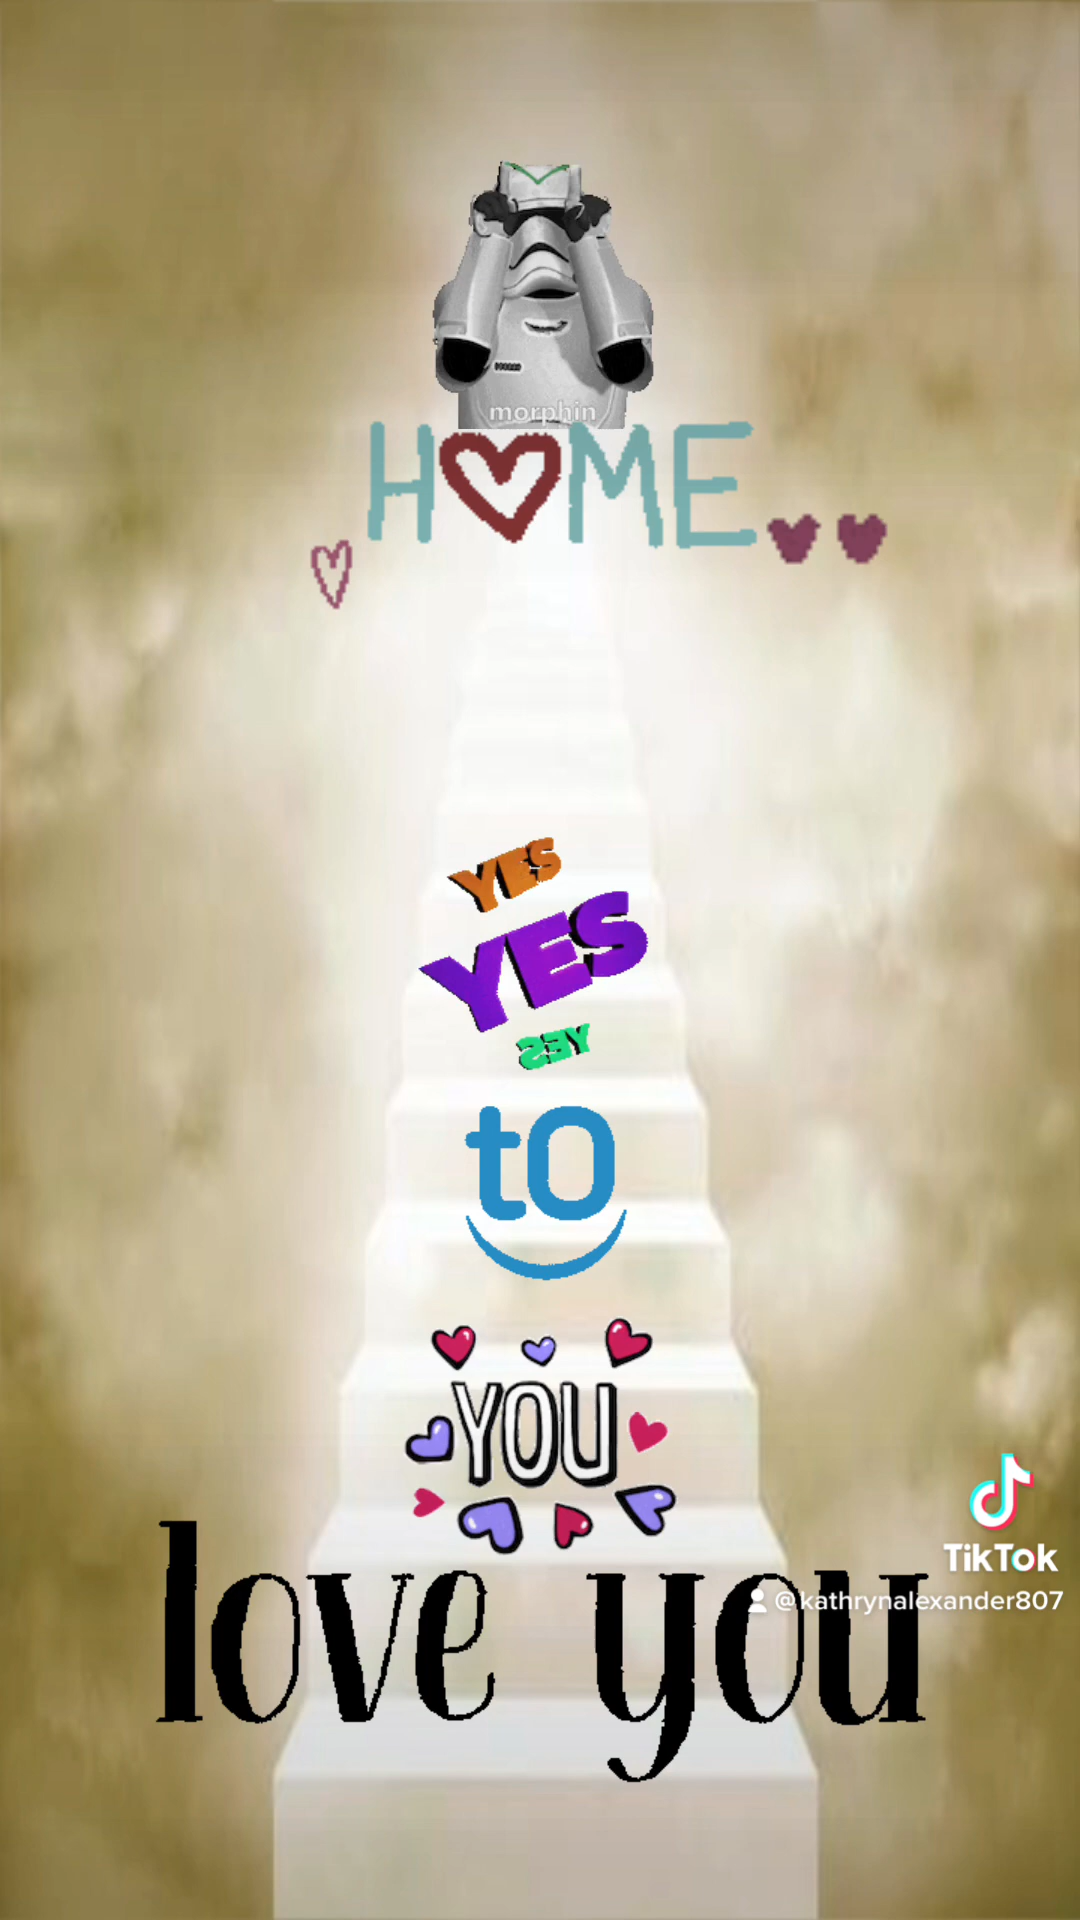 morphin
HOME
YES
YES
YES
to
YOU
TikTok
love you
@kathrynalexander807